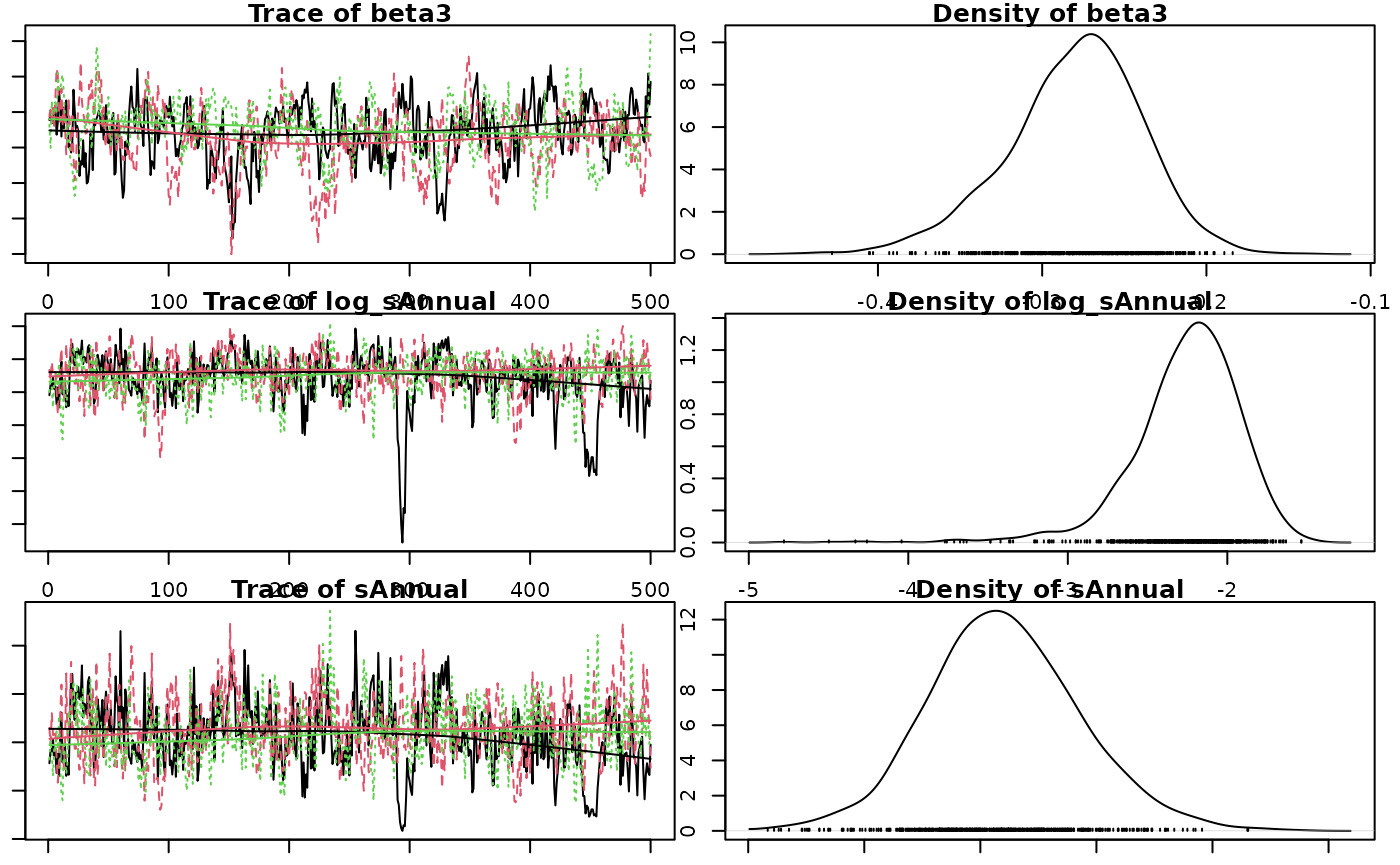 Trace of beta3
Density of beta3
0 2 4 6 8 10
0 100 200 300 400 500
-0.4 -0.3 -0.2 -0.1
Trace of log_sAnnual
Density of log_sAnnual
0.0 0.4 0.8 1.2
0 100 200 300 400 500
-5 -4 -3 -2
Trace of sAnnual
Density of sAnnual
0 2 4 6 8 12